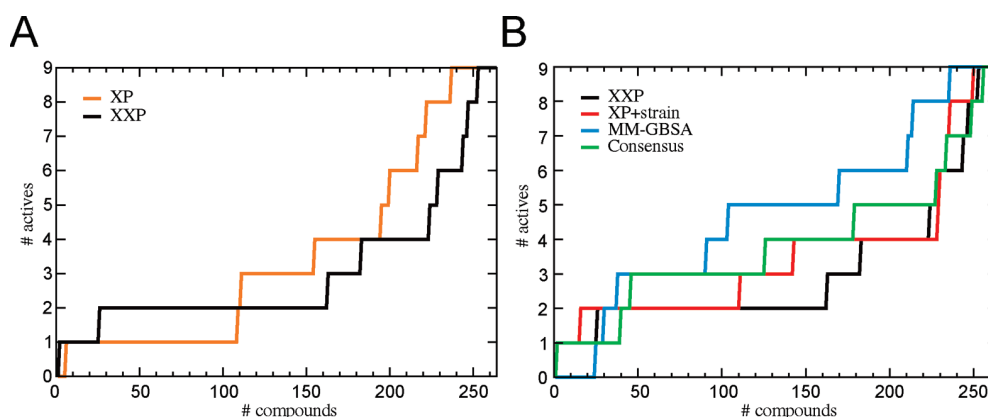 A
9
8
7
6
5
4
3
2
1
0
# actives
XP
XXP
0 50 100 150 200 250
# compounds
B
9
8
7
6
5
4
3
2
1
0
# actives
XXP
XP+strain
MM-GBSA
Consensus
0 50 100 150 200 250
# compounds